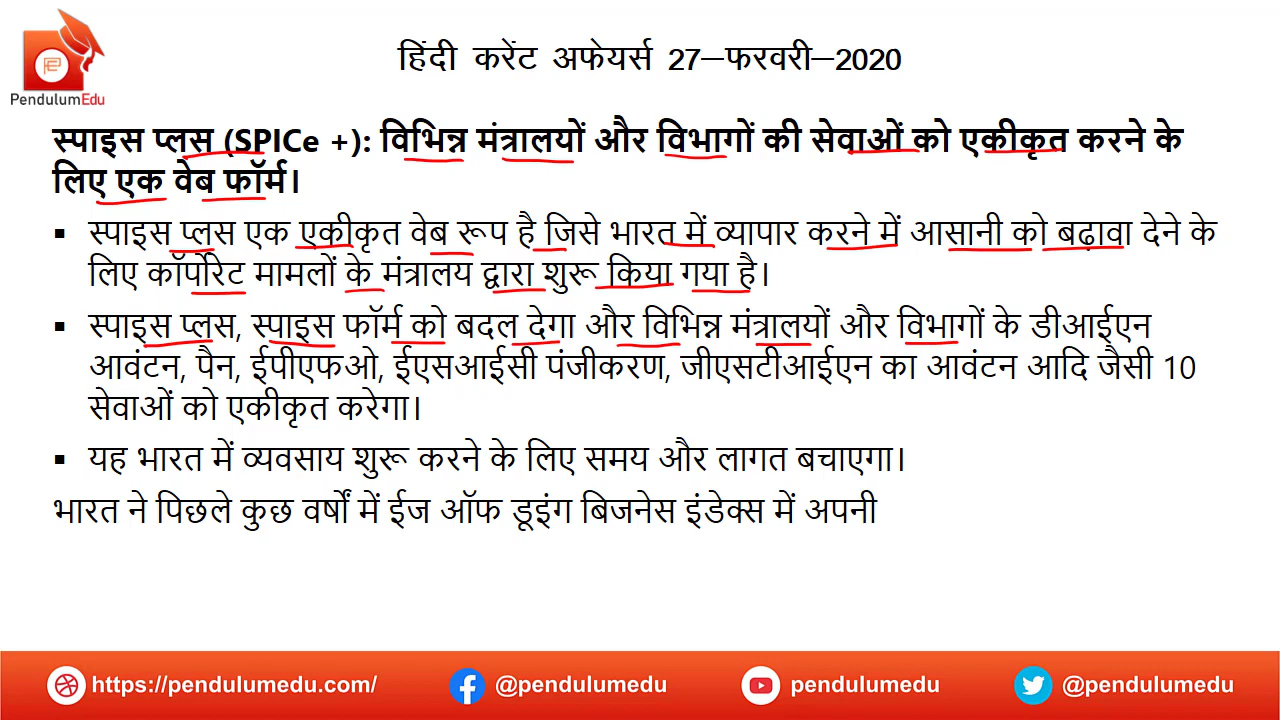 PendulumEdu
हिंदी करेंट अफेयर्स 27–फरवरी–2020
स्पाइस प्लस (SPICe +): विभिन्न मंत्रालयों और विभागों की सेवाओं को एकीकृत करने के
लिए एक वेब फॉर्म।
▪ स्पाइस प्लस एक एकीकृत वेब रूप है जिसे भारत में व्यापार करने में आसानी को बढ़ावा देने के
लिए कॉर्पोरेट मामलों के मंत्रालय द्वारा शुरू किया गया है।
▪ स्पाइस प्लस, स्पाइस फॉर्म को बदल देगा और विभिन्न मंत्रालयों और विभागों के डीआईएन
आवंटन, पैन, ईपीएफओ, ईएसआईसी पंजीकरण, जीएसटीआईएन का आवंटन आदि जैसी 10
सेवाओं को एकीकृत करेगा।
▪ यह भारत में व्यवसाय शुरू करने के लिए समय और लागत बचाएगा।
भारत ने पिछले कुछ वर्षों में ईज ऑफ डूइंग बिजनेस इंडेक्स में अपनी
https://pendulumedu.com/ @pendulumedu pendulumedu @pendulumedu